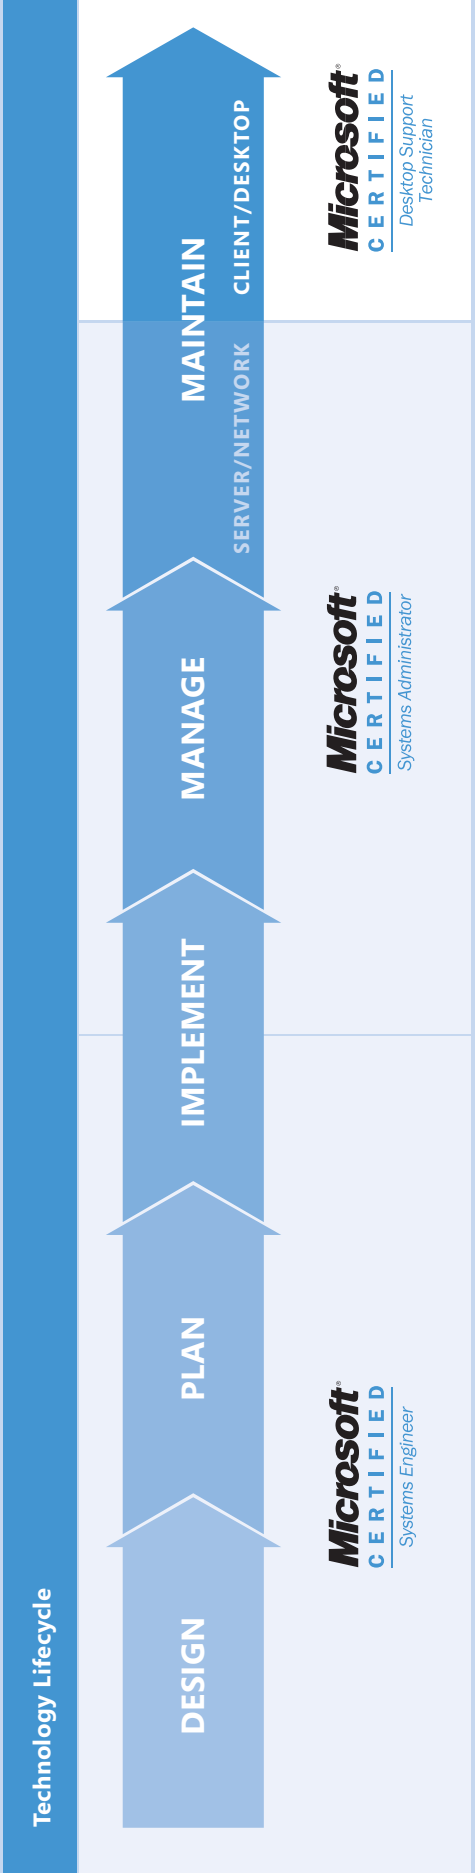 Technology Lifecycle
DESIGN
PLAN
IMPLEMENT
MANAGE
MAINTAIN
SERVER/NETWORK
CLIENT/DESKTOP
Microsoft®
CERTIFIED
Systems Engineer
Microsoft®
CERTIFIED
Systems Administrator
Microsoft®
CERTIFIED
Desktop Support
Technician